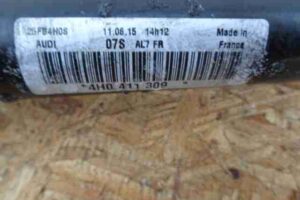 25FB4H06 11.06.15 14h12 Made in
AUDI 07S AL7 FR France
*4H0 411 309